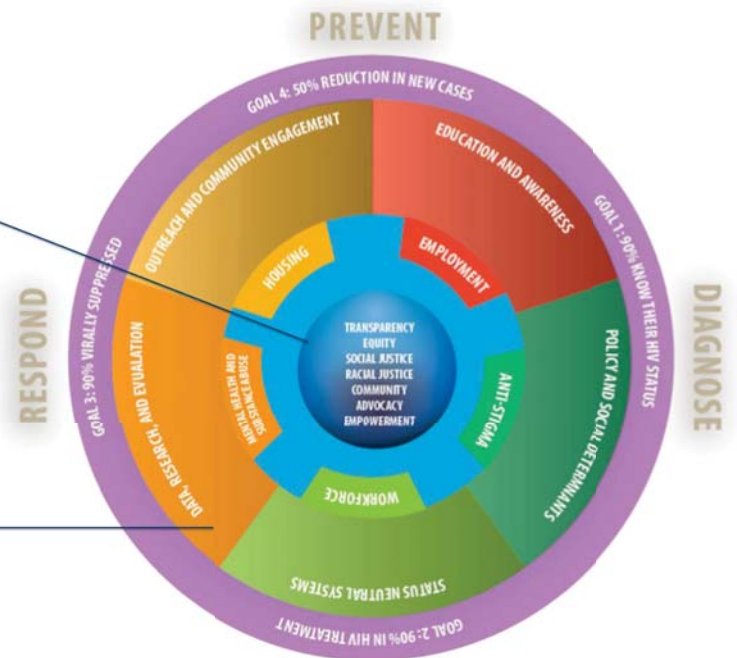 PREVENT
GOAL 4: 50% REDUCTION IN NEW CASES
OUTREACH AND COMMUNITY ENGAGEMENT
EDUCATION AND AWARENESS
GOAL 1: 90% KNOW THEIR HIV STATUS
HOUSING
EMPLOYMENT
RESPOND
GOAL 3: 90% VIRALLY SUPPRESSED
DATA, RESEARCH, AND EVUALATION
MENTAL HEALTH AND
SUBSTANCE ABUSE
TRANSPARENCY
EQUITY
SOCIAL JUSTICE
RACIAL JUSTICE
COMMUNITY
ADVOCACY
EMPOWERMENT
ANTI-STIGMA
POLICY AND SOCIAL DETERMNANTS
DIAGNOSE
WORKFORCE
STATUS NEUTRAL SYSTEMS
GOAL 2: 90% IN HIV TREATMENT